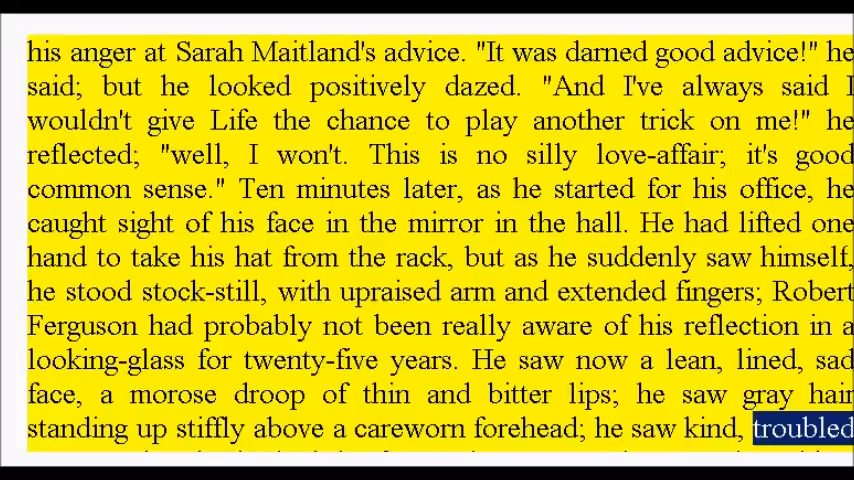 his anger at Sarah Maitland's advice. "It was darned good advice!" he
said; but he looked positively dazed. "And I've always said I
wouldn't give Life the chance to play another trick on me!" he
reflected; "well, I won't. This is no silly love-affair; it's good
common sense." Ten minutes later, as he started for his office, he
caught sight of his face in the mirror in the hall. He had lifted one
hand to take his hat from the rack, but as he suddenly saw himself,
he stood stock-still, with upraised arm and extended fingers; Robert
Ferguson had probably not been really aware of his reflection in a
looking-glass for twenty-five years. He saw now a lean, lined, sad
face, a morose droop of thin and bitter lips; he saw gray hair
standing up stiffly above a careworn forehead; he saw kind, troubled